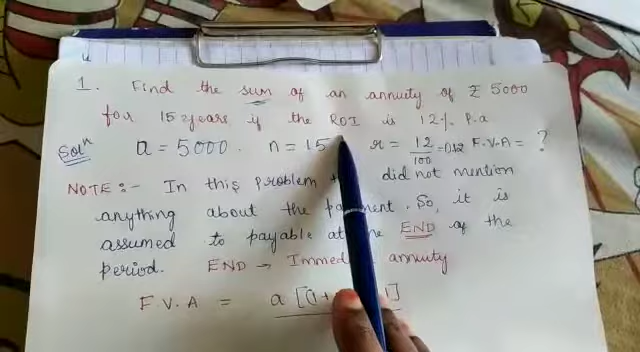 1. Find the sum of an annuity of ₹ 5000
for 15 years if the ROI is 12% P.a
Solⁿ a = 5000. n = 15 r = 12/100 = 0.12 F.V.A = ?
NOTE :- In this problem did not mention
anything about the payment. So, it is
assumed to payable at the END of the
period. END → Immediate annuity
F.V.A = a [(1+ 1]